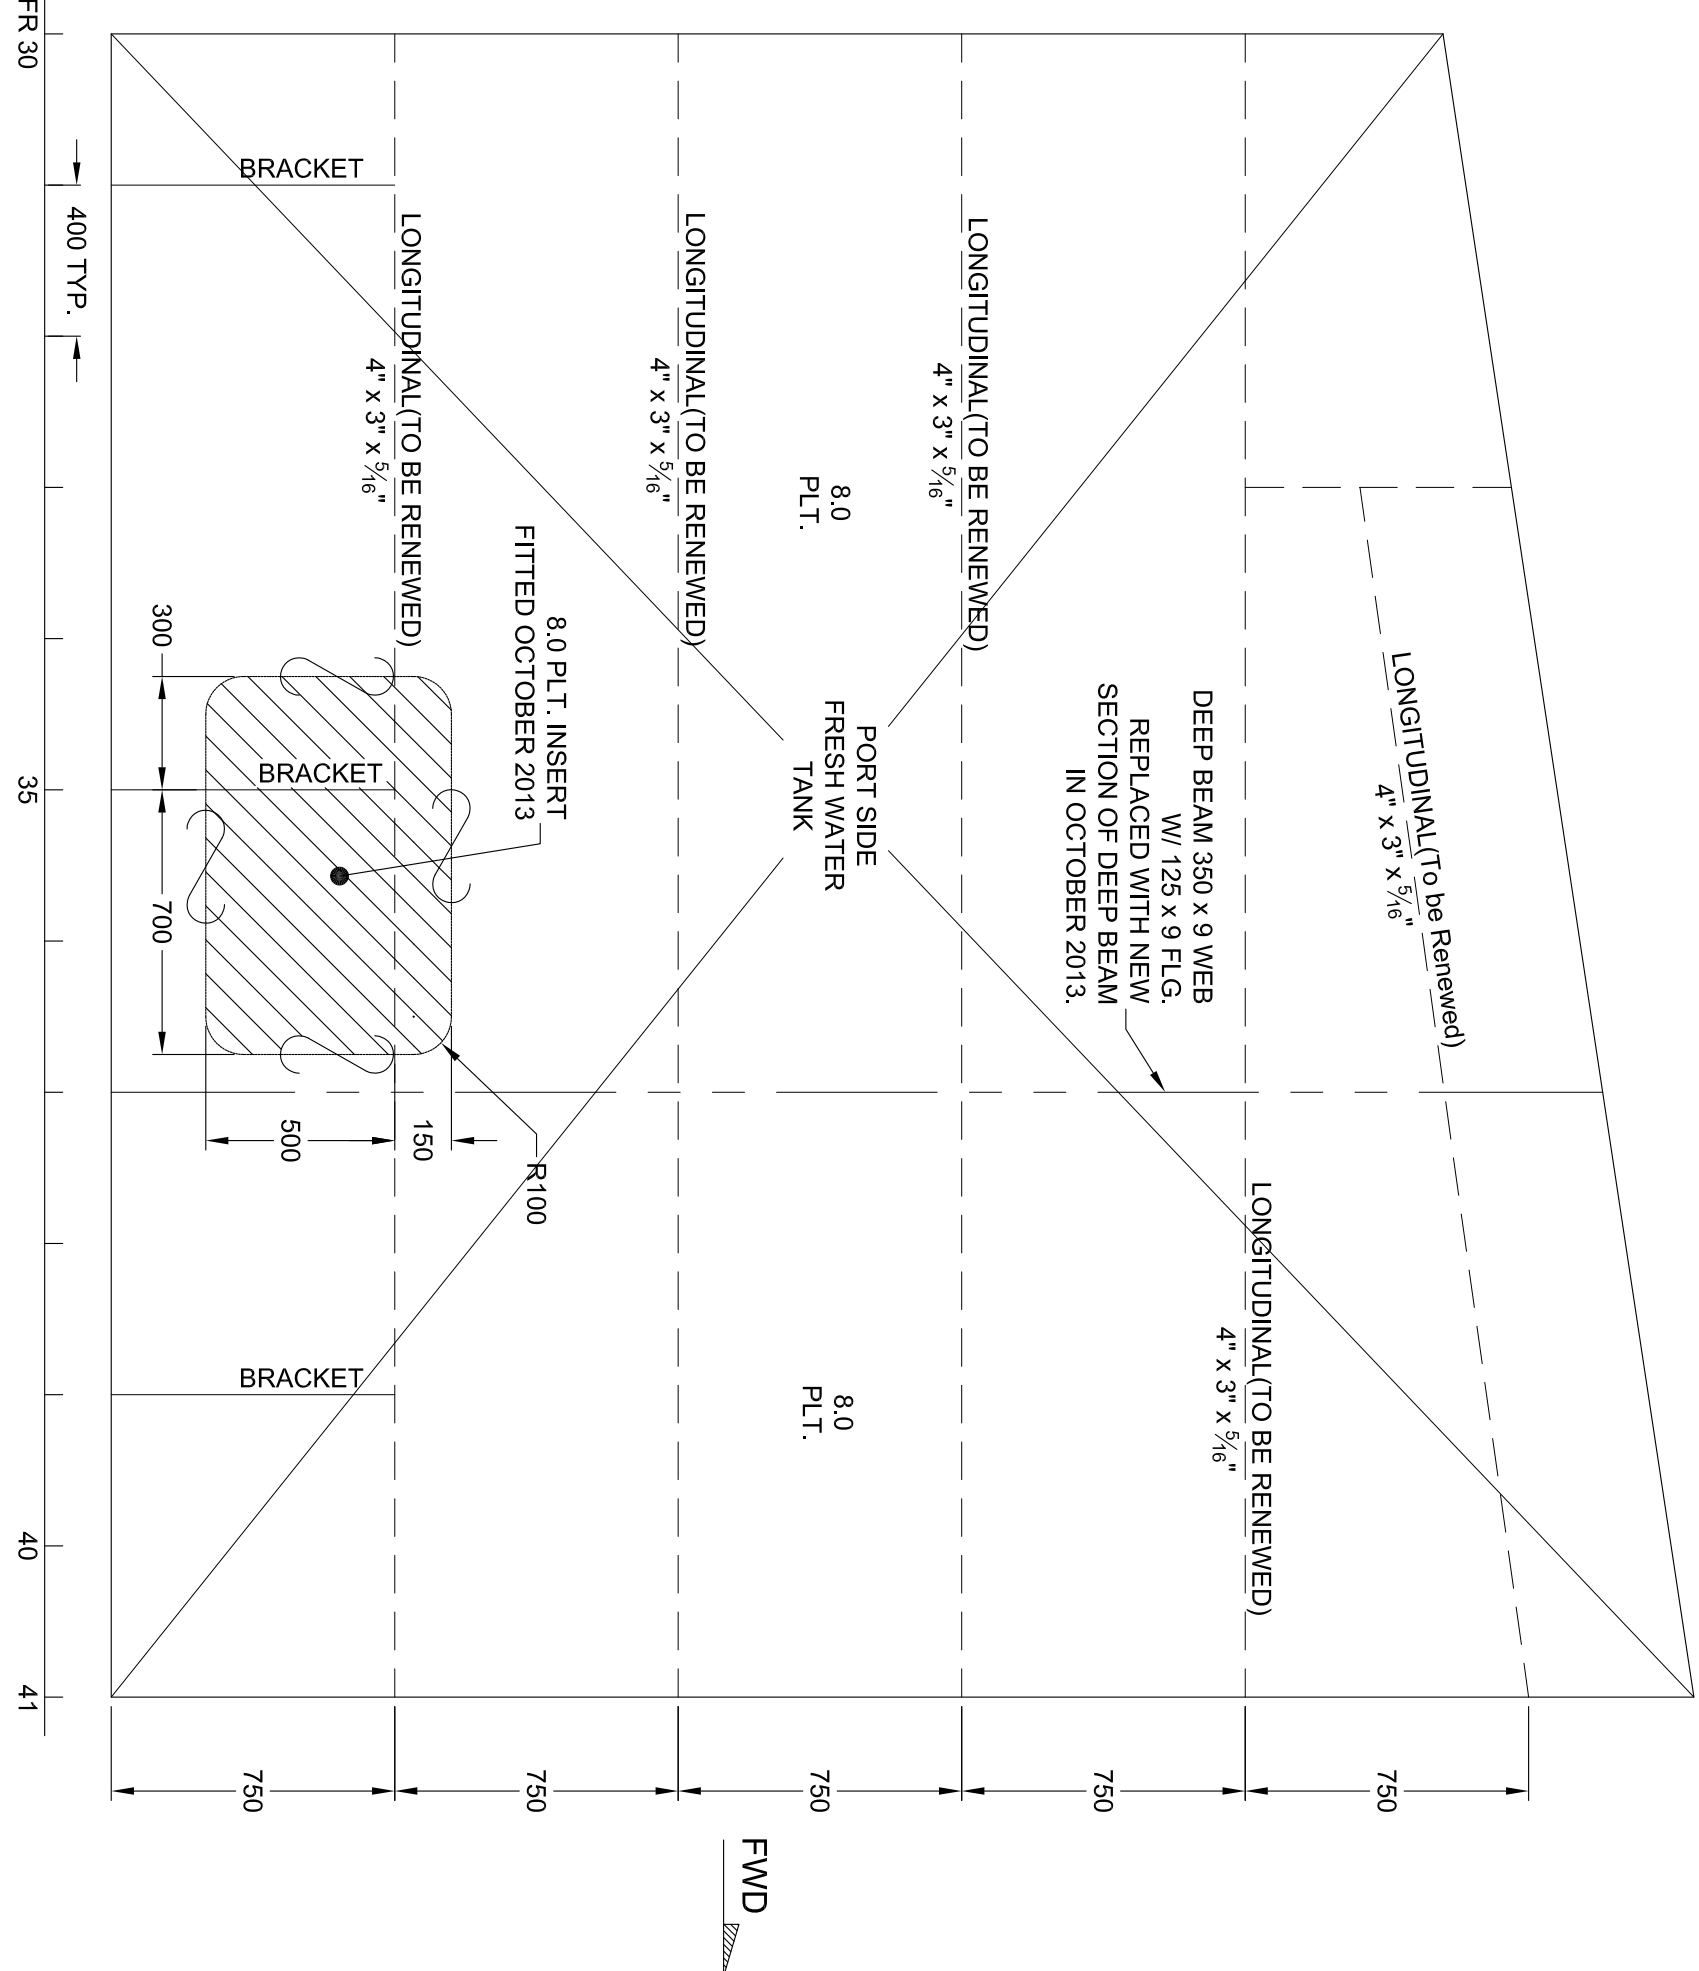 LONGITUDINAL(To be Renewed)
4" x 3" x 5/16"
DEEP BEAM 350 x 9 WEB
W/ 125 x 9 FLG.
REPLACED WITH NEW
SECTION OF DEEP BEAM
IN OCTOBER 2013.
LONGITUDINAL(TO BE RENEWED)
4" x 3" x 5/16"
LONGITUDINAL(TO BE RENEWED)
4" x 3" x 5/16"
8.0
PLT.
PORT SIDE
FRESH WATER
TANK
8.0
PLT.
LONGITUDINAL(TO BE RENEWED)
4" x 3" x 5/16"
8.0 PLT. INSERT
FITTED OCTOBER 2013
R100
LONGITUDINAL(TO BE RENEWED)
4" x 3" x 5/16"
150
500
BRACKET
BRACKET
BRACKET
300
700
400 TYP.
FR 30
35
40
41
750
750
750
750
750
FWD